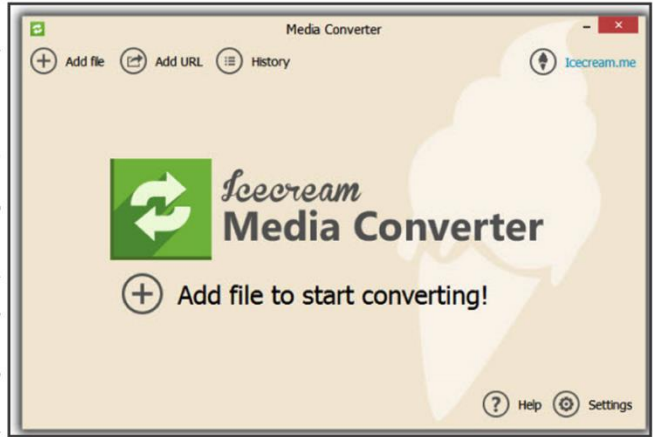 Media Converter
Add file Add URL History Icecream.me
Icecream
Media Converter
Add file to start converting!
Help Settings